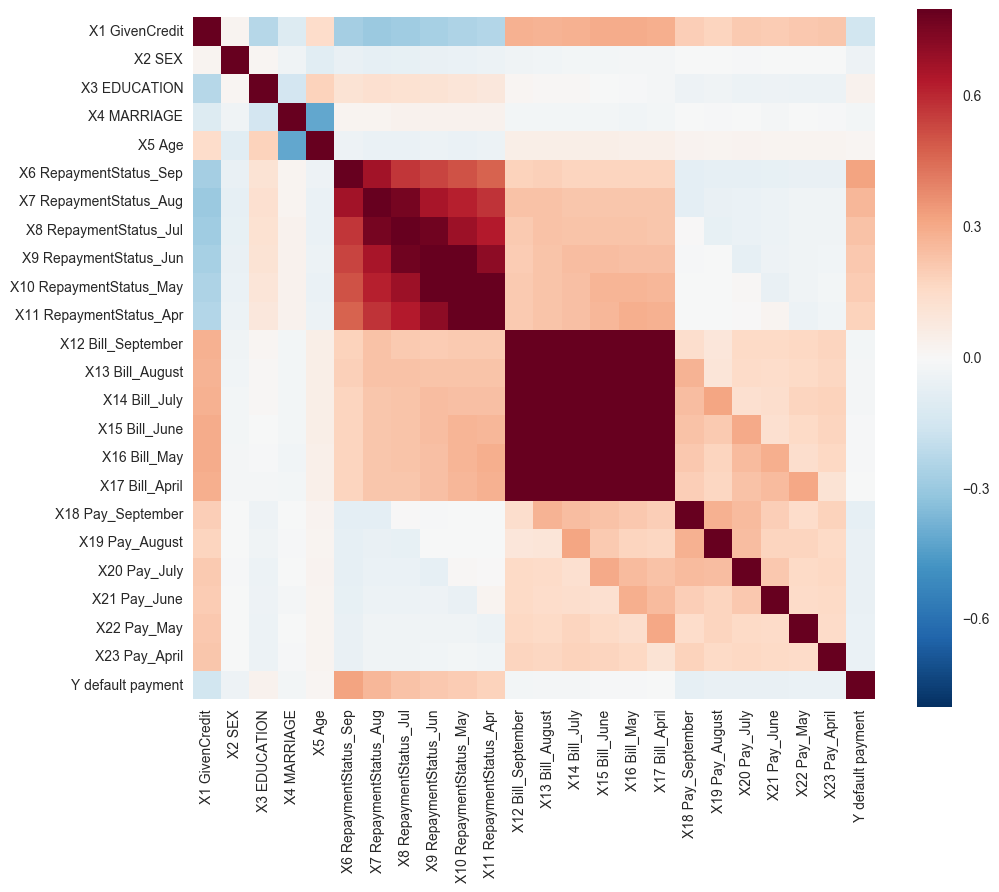 X1 GivenCredit
X2 SEX
X3 EDUCATION
X4 MARRIAGE
X5 Age
X6 RepaymentStatus_Sep
X7 RepaymentStatus_Aug
X8 RepaymentStatus_Jul
X9 RepaymentStatus_Jun
X10 RepaymentStatus_May
X11 RepaymentStatus_Apr
X12 Bill_September
X13 Bill_August
X14 Bill_July
X15 Bill_June
X16 Bill_May
X17 Bill_April
X18 Pay_September
X19 Pay_August
X20 Pay_July
X21 Pay_June
X22 Pay_May
X23 Pay_April
Y default payment
X1 GivenCredit
X2 SEX
X3 EDUCATION
X4 MARRIAGE
X5 Age
X6 RepaymentStatus_Sep
X7 RepaymentStatus_Aug
X8 RepaymentStatus_Jul
X9 RepaymentStatus_Jun
X10 RepaymentStatus_May
X11 RepaymentStatus_Apr
X12 Bill_September
X13 Bill_August
X14 Bill_July
X15 Bill_June
X16 Bill_May
X17 Bill_April
X18 Pay_September
X19 Pay_August
X20 Pay_July
X21 Pay_June
X22 Pay_May
X23 Pay_April
Y default payment
0.6
0.3
0.0
−0.3
−0.6